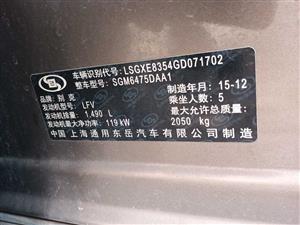 车辆识别代号: LSGXE8354GD071702
整车型号: SGM6475DAA1
品牌: 别克
制造年月: 15-12
发动机型号: LFV
乘坐人数: 5
发动机排量: 1,490 L
最大允许总质量:
发动机最大净功率: 119 kW
2050 kg
中国 上海通用东岳汽车有限公司制造